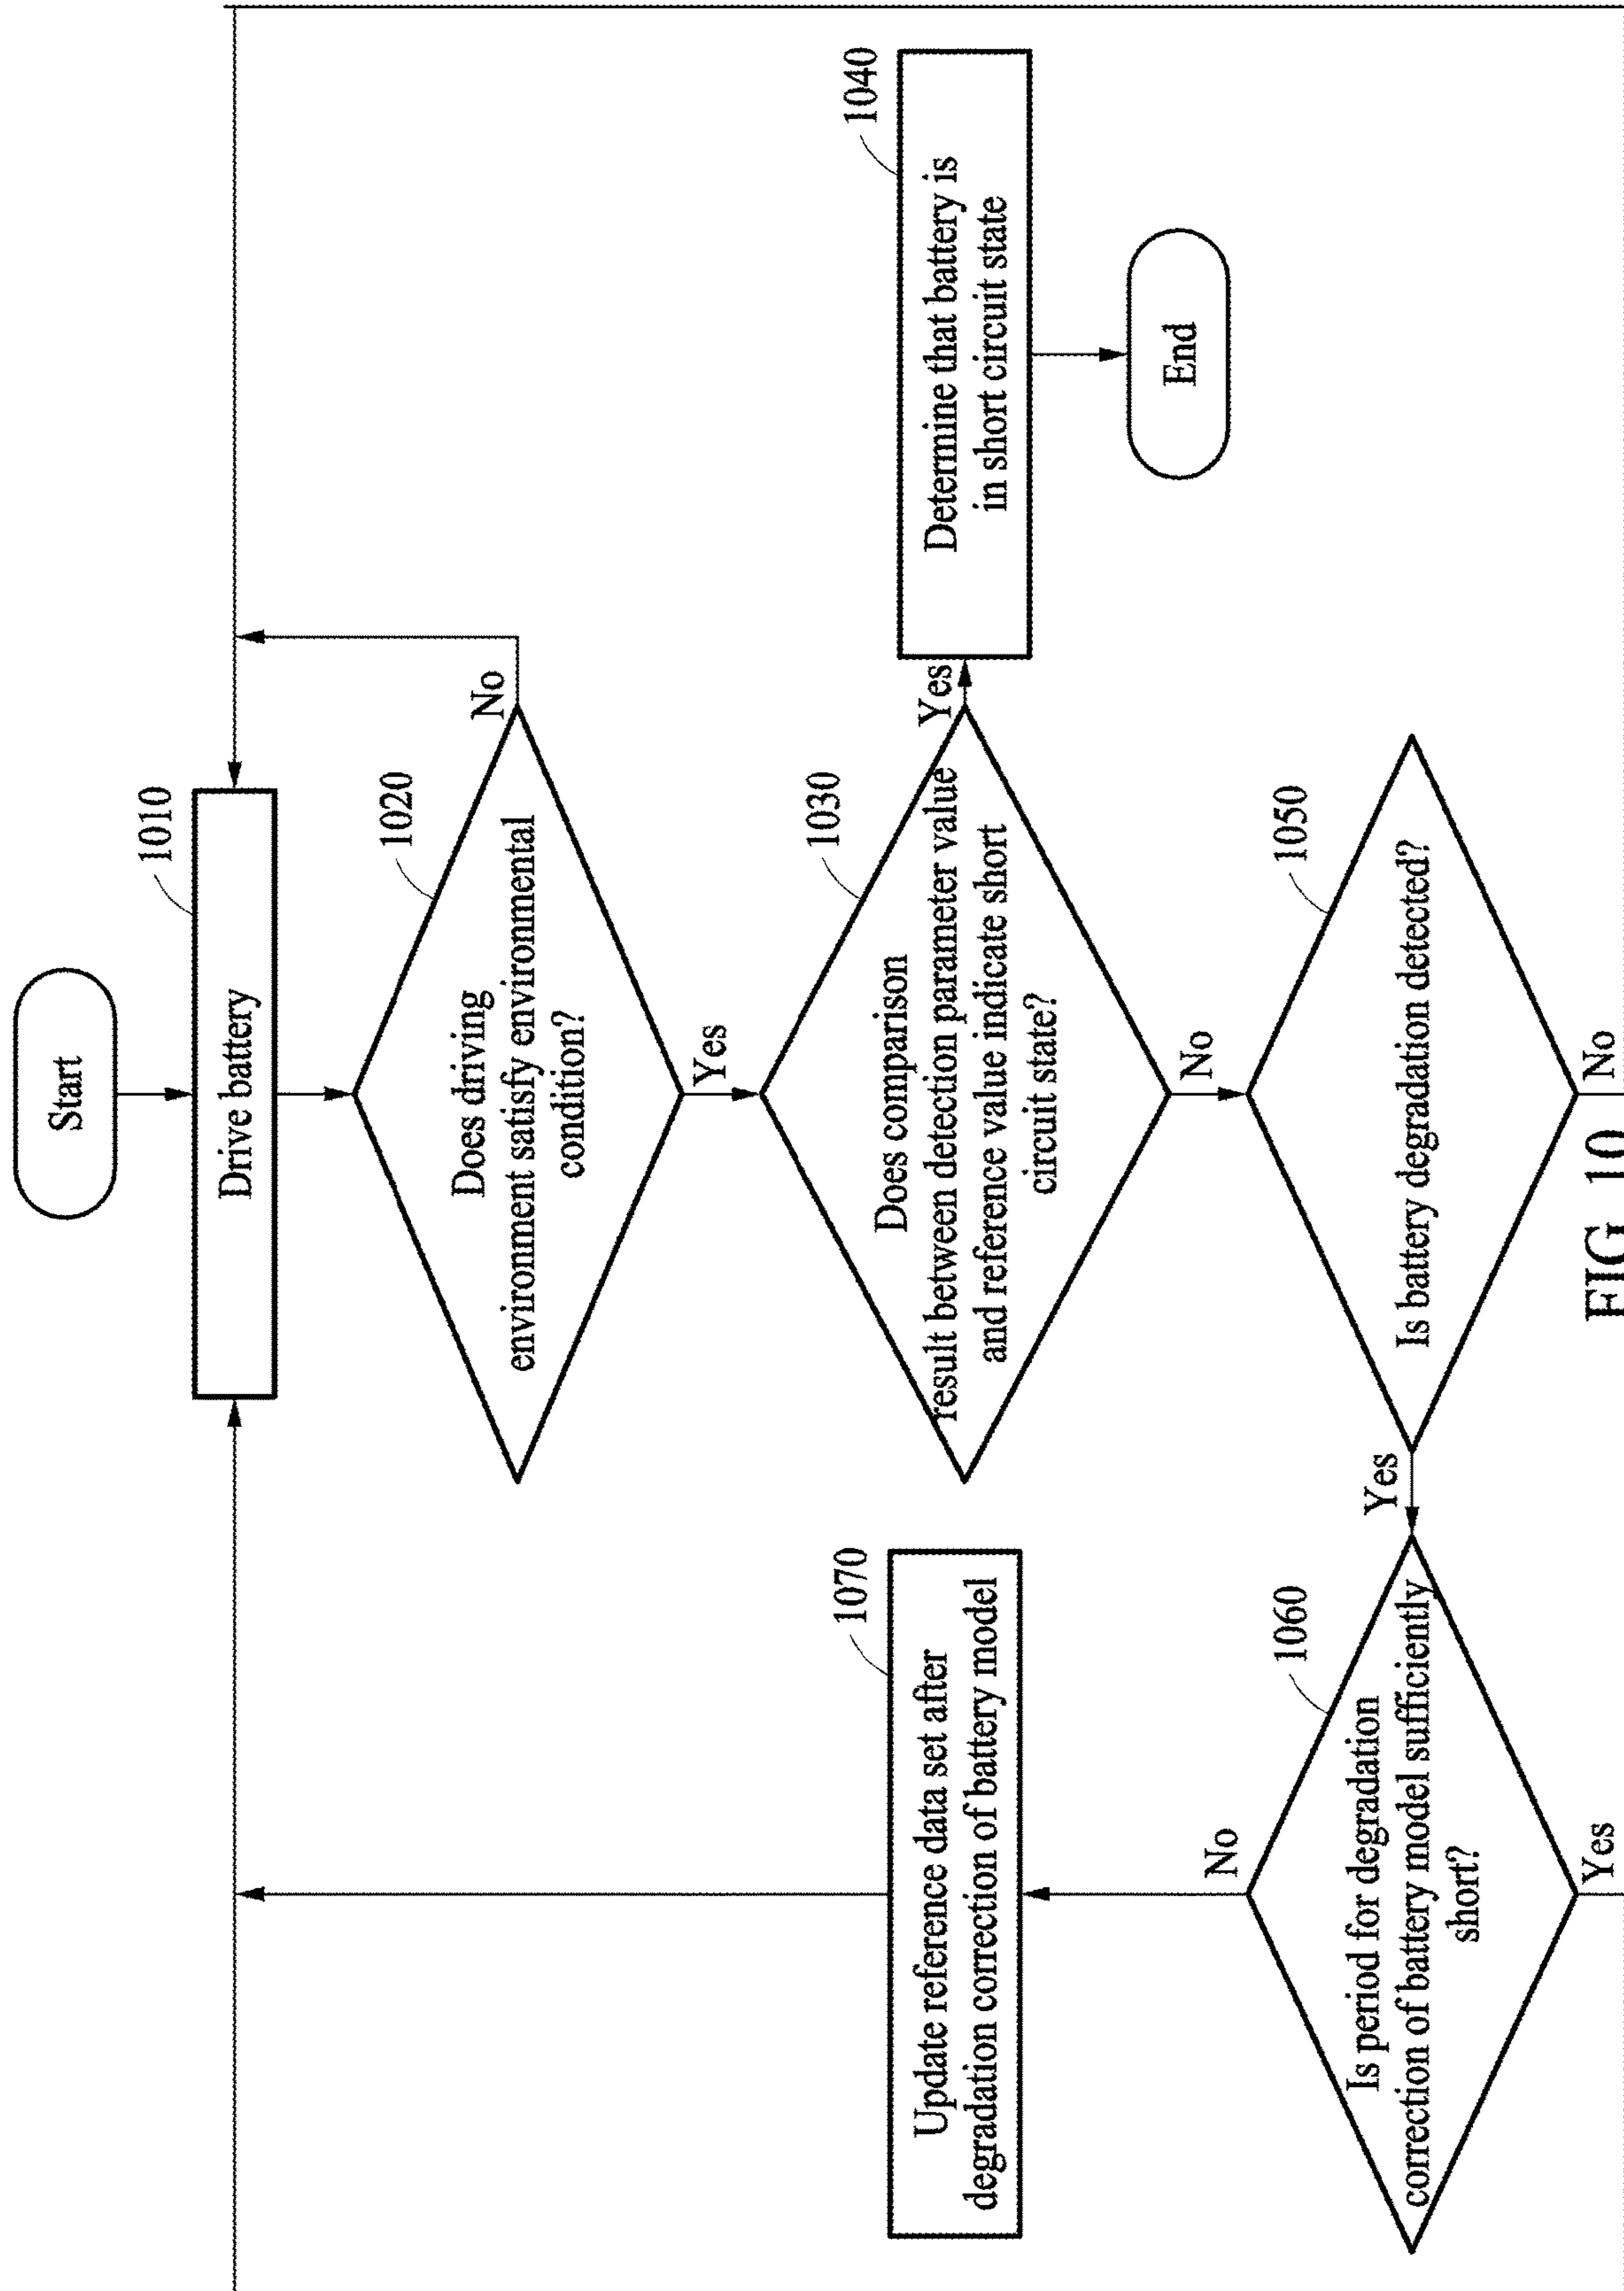 Start
1010
Drive battery
1020
Does driving
environment satisfy environmental
condition?
No
Yes
1030
Does comparison
result between detection parameter value
and reference value indicate short
circuit state?
Yes
1040
Determine that battery is
in short circuit state
End
No
1050
Is battery degradation detected?
Yes
No
1060
Is period for degradation
correction of battery model sufficiently
short?
No
Yes
1070
Update reference data set after
degradation correction of battery model
FIG. 10